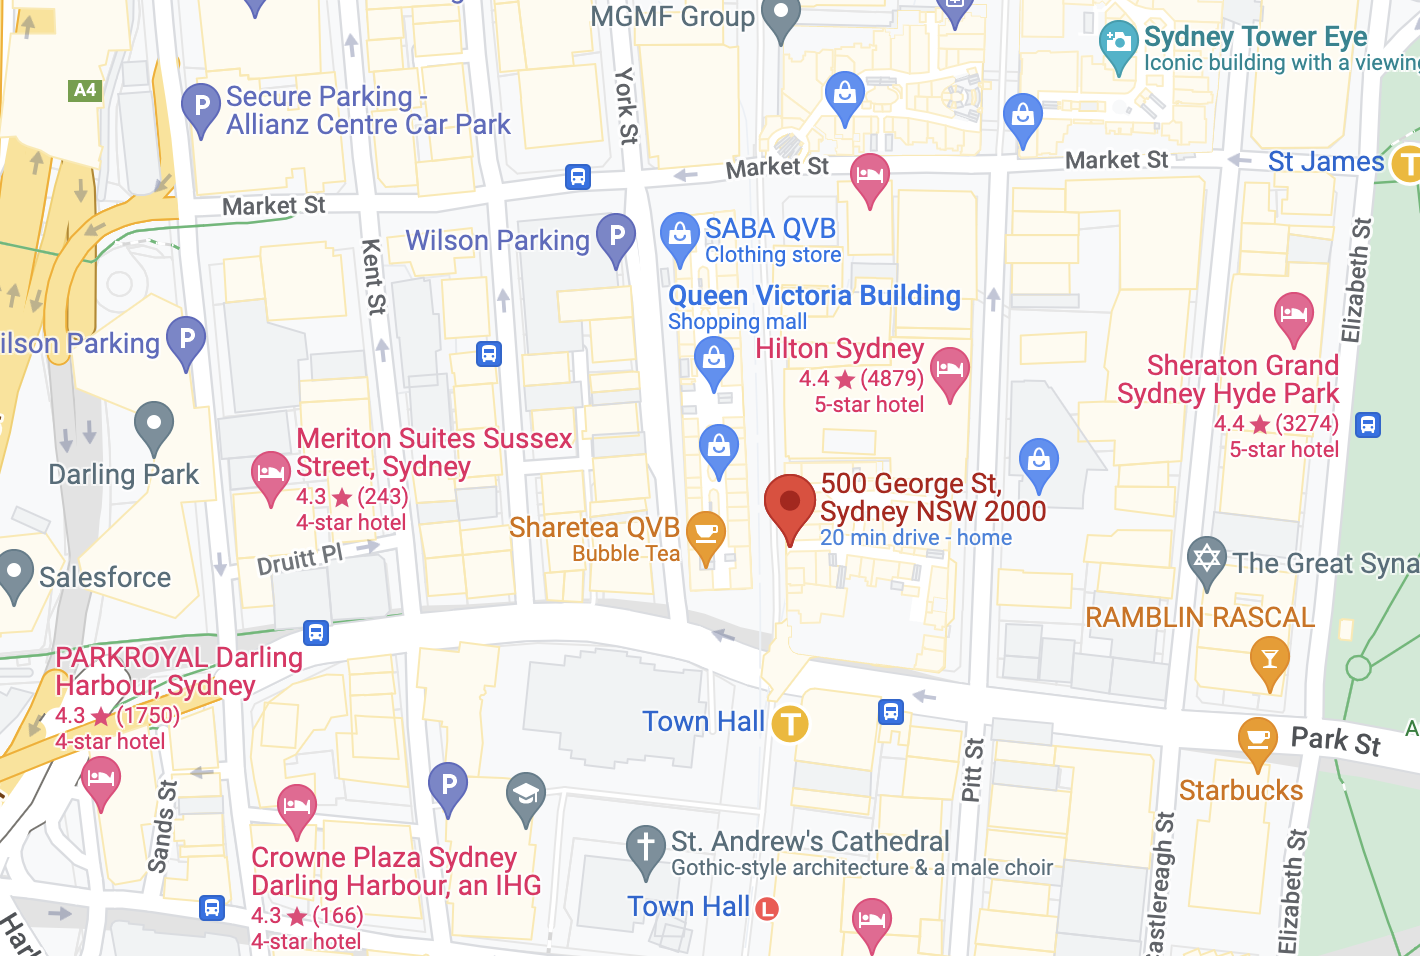 MGMF Group
Sydney Tower Eye
Iconic building with a viewing
A4
Secure Parking -
Allianz Centre Car Park
York St
Market St
Market St
St James
T
Market St
Wilson Parking
SABA QVB
Clothing store
Kent St
Elizabeth St
Queen Victoria Building
Shopping mall
ilson Parking
Hilton Sydney
4.4 ★ (4879)
5-star hotel
Sheraton Grand
Sydney Hyde Park
4.4 ★ (3274)
5-star hotel
Meriton Suites Sussex
Street, Sydney
4.3 ★ (243)
4-star hotel
Darling Park
500 George St,
Sydney NSW 2000
20 min drive - home
Sharetea QVB
Bubble Tea
Druitt Pl
Salesforce
The Great Syna
RAMBLIN RASCAL
PARKROYAL Darling
Harbour, Sydney
4.3 ★ (1750)
4-star hotel
Town Hall
T
Park St
Pitt St
Starbucks
Sands St
St. Andrew's Cathedral
Gothic-style architecture & a male choir
Crowne Plaza Sydney
Darling Harbour, an IHG
4.3 ★ (166)
4-star hotel
Town Hall
L
astlereagh St
Elizabeth St
P
P
P
P